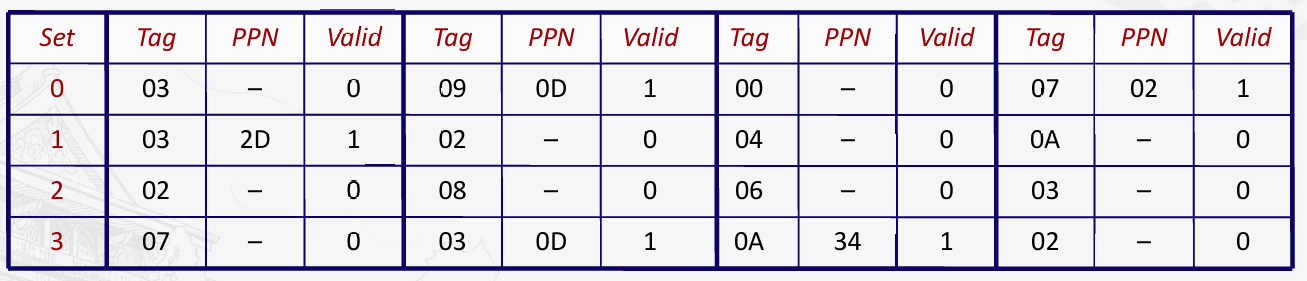 Set Tag PPN Valid Tag PPN Valid Tag PPN Valid Tag PPN Valid
0 03 – 0 09 0D 1 00 – 0 07 02 1
1 03 2D 1 02 – 0 04 – 0 0A – 0
2 02 – 0 08 – 0 06 – 0 03 – 0
3 07 – 0 03 0D 1 0A 34 1 02 – 0